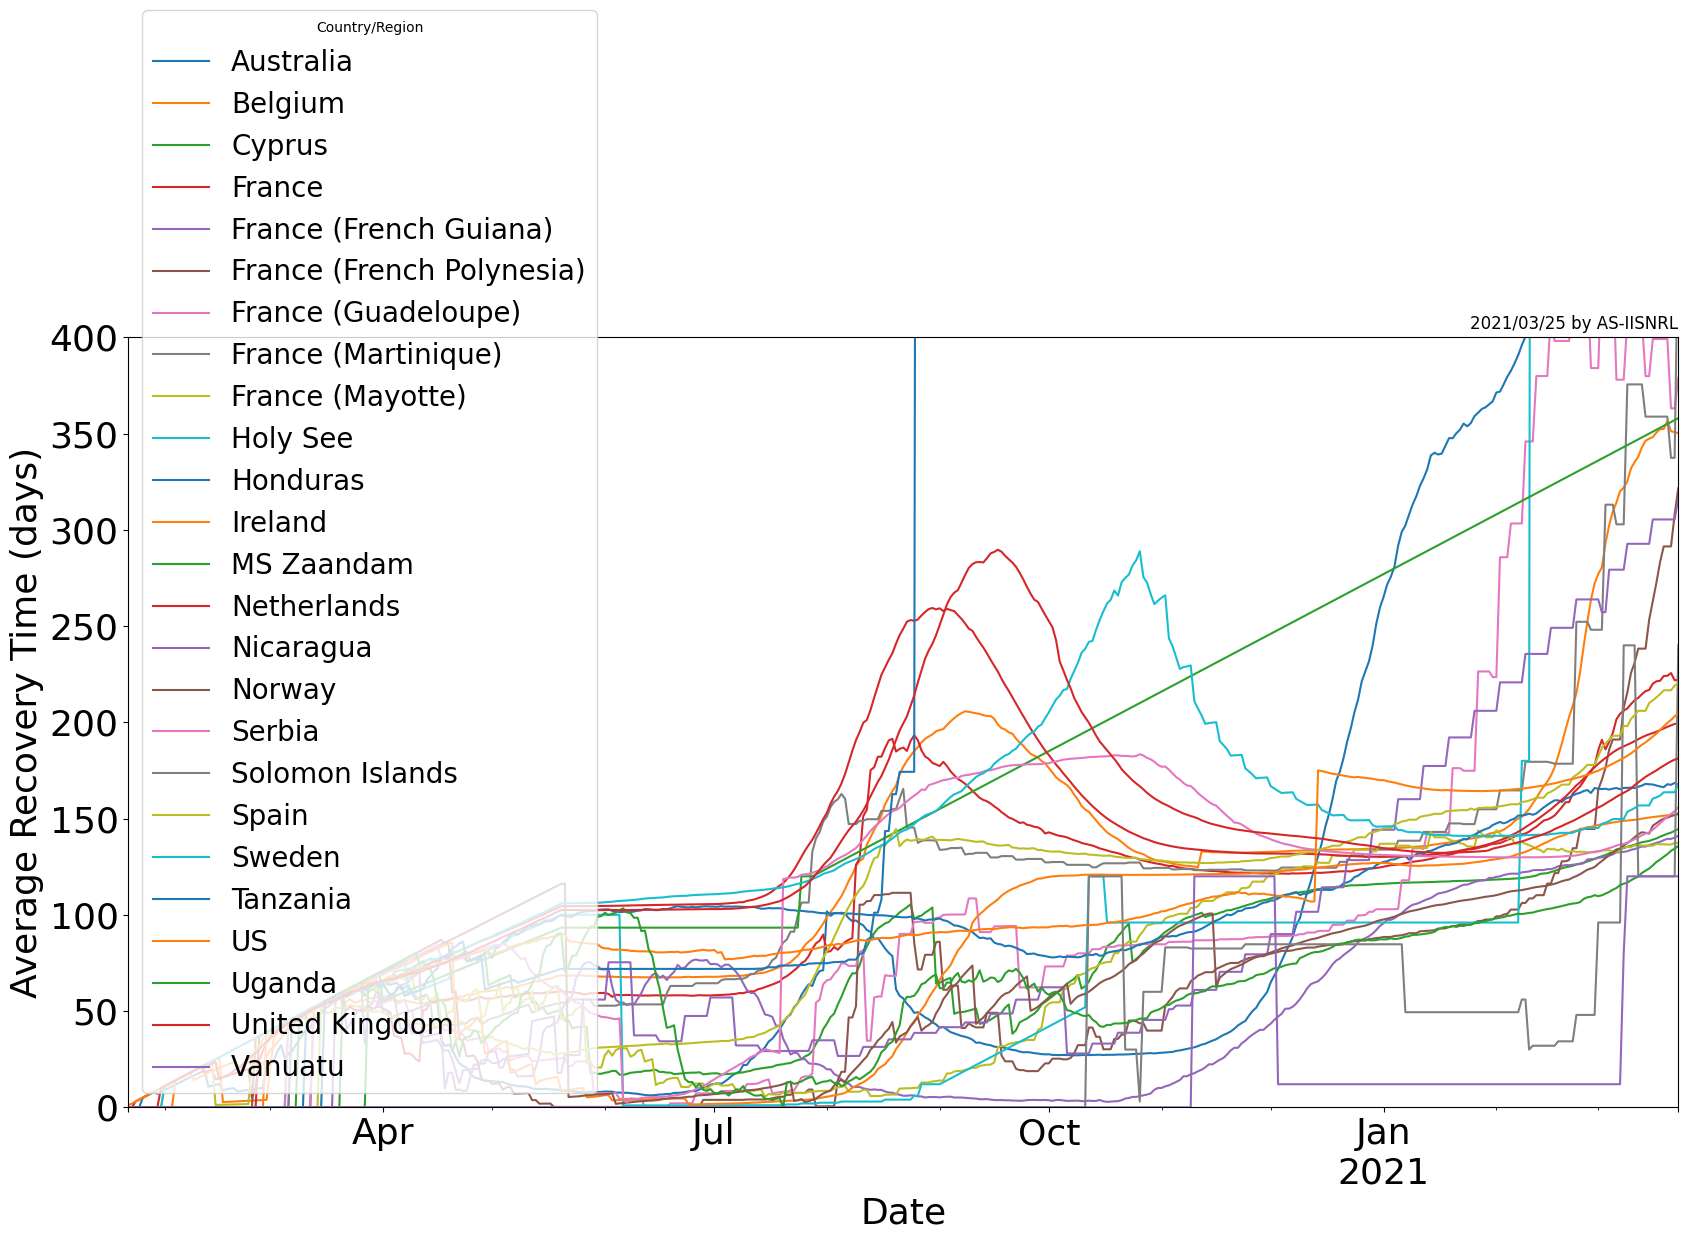 Country/Region
Australia
Belgium
Cyprus
France
France (French Guiana)
France (French Polynesia)
France (Guadeloupe)
France (Martinique)
France (Mayotte)
Holy See
Honduras
Ireland
MS Zaandam
Netherlands
Nicaragua
Norway
Serbia
Solomon Islands
Spain
Sweden
Tanzania
US
Uganda
United Kingdom
Vanuatu
2021/03/25 by AS-IISNRL
Average Recovery Time (days)
400
350
300
250
200
150
100
50
0
Apr
Jul
Oct
Jan
2021
Date